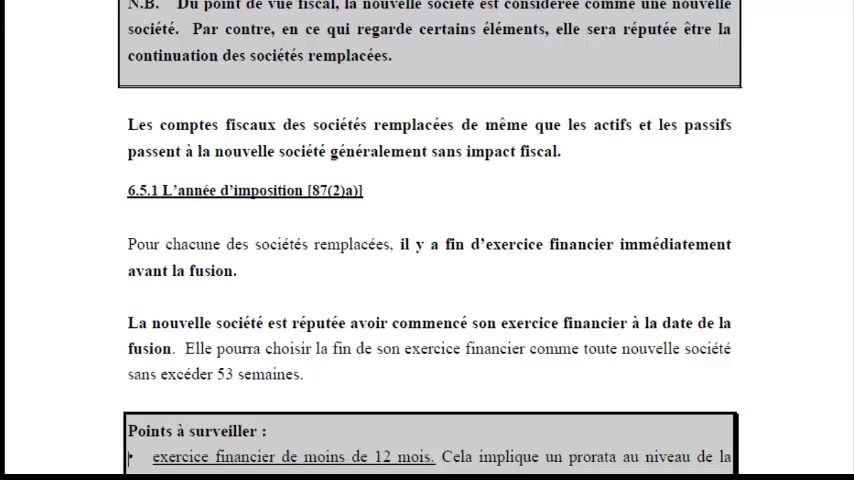 N.B. Du point de vue fiscal, la nouvelle société est considérée comme une nouvelle
société. Par contre, en ce qui regarde certains éléments, elle sera réputée être la
continuation des sociétés remplacées.
Les comptes fiscaux des sociétés remplacées de même que les actifs et les passifs
passent à la nouvelle société généralement sans impact fiscal.
6.5.1 L'année d'imposition [87(2)a)]
Pour chacune des sociétés remplacées, il y a fin d'exercice financier immédiatement
avant la fusion.
La nouvelle société est réputée avoir commencé son exercice financier à la date de la
fusion. Elle pourra choisir la fin de son exercice financier comme toute nouvelle société
sans excéder 53 semaines.
Points à surveiller :
• exercice financier de moins de 12 mois. Cela implique un prorata au niveau de la